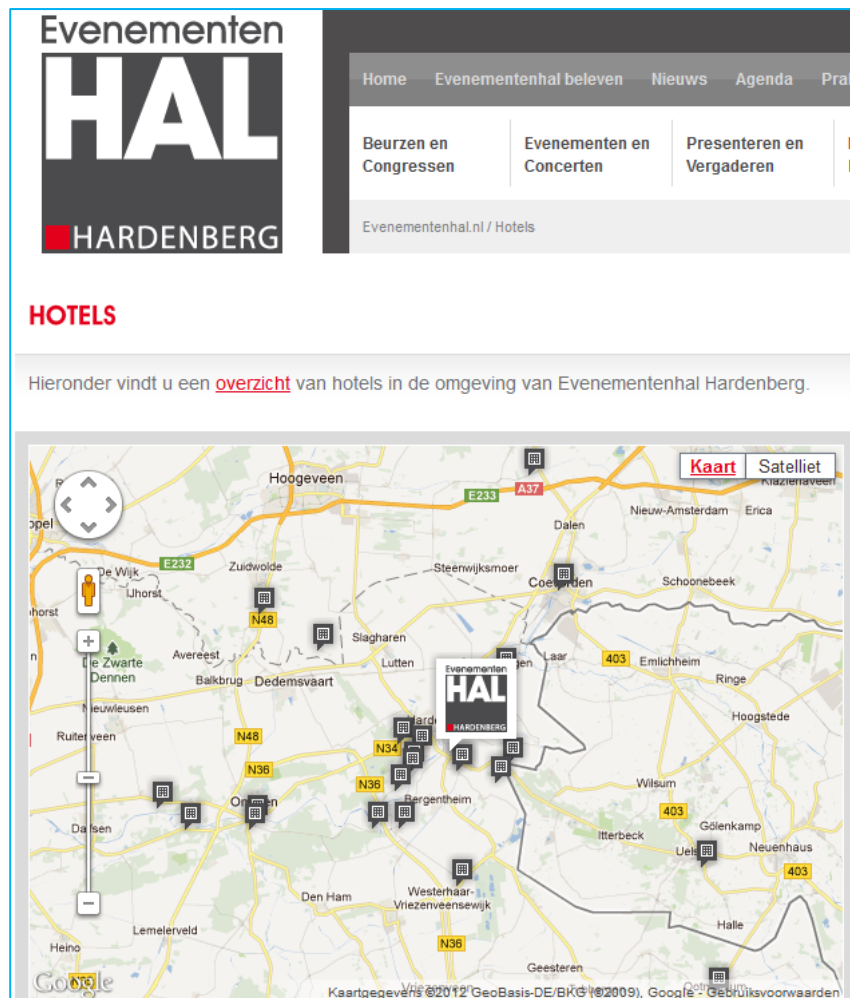 Evenementen
HAL
HARDENBERG
Home Evenementenhal beleven Nieuws Agenda
Beurzen en
Congressen
Evenementen en
Concerten
Presenteren en
Vergaderen
Evenementenhal.nl / Hotels
HOTELS
Hieronder vindt u een overzicht van hotels in de omgeving van Evenementenhal Hardenberg.
Kaart Satelliet
Klazienaveen
Hoogeveen
E233
A37
Nieuw-Amsterdam Erica
Dalen
E232
De Wijk
IJhorst
Zuidwolde
Steenwijksmoer
Schoonebeek
N48
Slagharen
Avereest
De Zwarte
Dennen
Balkbrug
Dedemsvaart
Lutten
Laar
403
Emlichheim
Ringe
Evenementen
HAL
HARDENBERG
Nieuwleusen
Hoogstede
N48
N34
N36
N36
Bergentheim
Wilsum
403
Itterbeck
Gölenkamp
Neuenhaus
403
Westerhaar-
Vriezenveensewijk
Den Ham
Lemelerveld
Halle
Heino
N36
Geesteren
Google
Kaartgegevens ©2012 GeoBasis-DE/BKG (©2009), Google - Gebruiksvoorwaarden